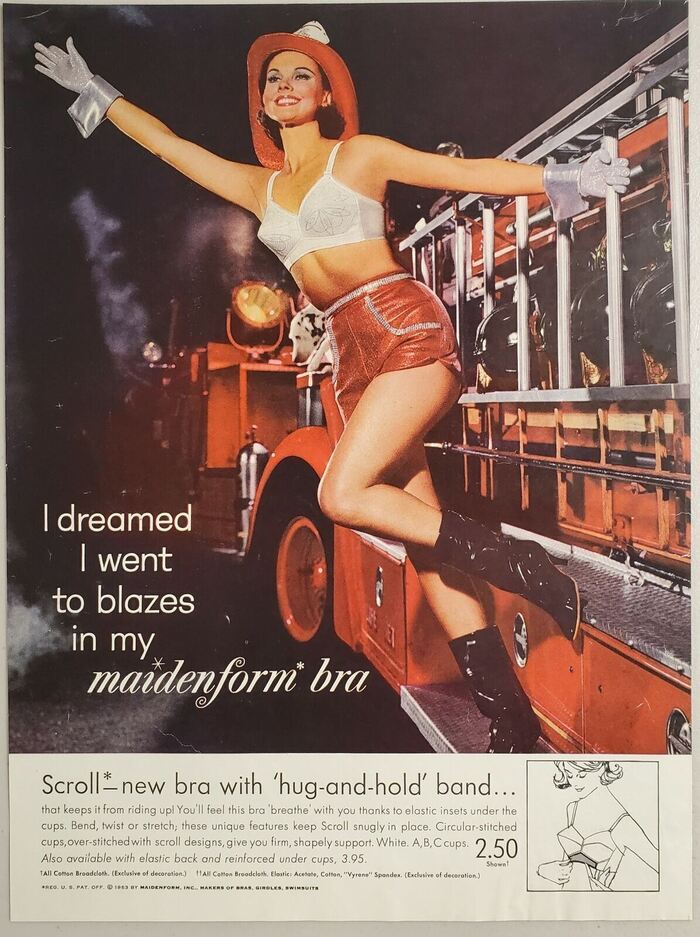 I dreamed
I went
to blazes
in my
maidenform* bra
Scroll*–new bra with 'hug-and-hold' band...
that keeps it from riding up! You'll feel this bra 'breathe' with you thanks to elastic insets under the
cups. Bend, twist or stretch; these unique features keep Scroll snugly in place. Circular-stitched
cups, over-stitched with scroll designs, give you firm, shapely support. White. A, B, C cups. 2.50
Also available with elastic back and reinforced under cups, 3.95. Shown†
†All Cotton Broadcloth. (Exclusive of decoration.) ††All Cotton Broadcloth. Elastic: Acetate, Cotton, "Vyrene" Spandex. (Exclusive of decoration.)
*REG. U. S. PAT. OFF. © 1963 BY MAIDENFORM, INC., MAKERS OF BRAS, GIRDLES, SWIMSUITS